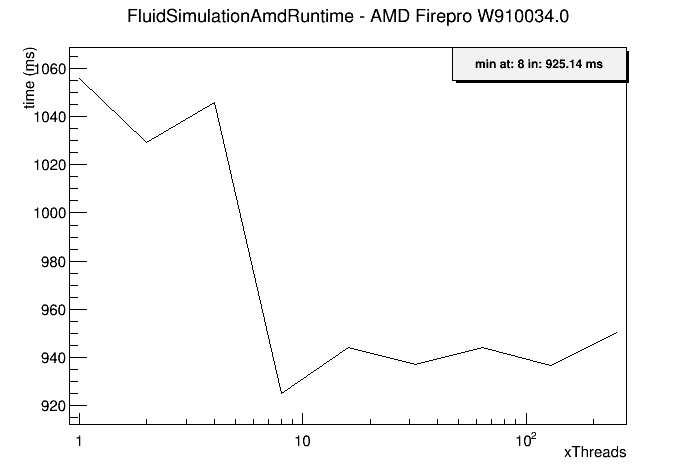 FluidSimulationAmdRuntime - AMD Firepro W910034.0
time (ms)
min at: 8 in: 925.14 ms
1060
1040
1020
1000
980
960
940
920
1 10 10²
xThreads